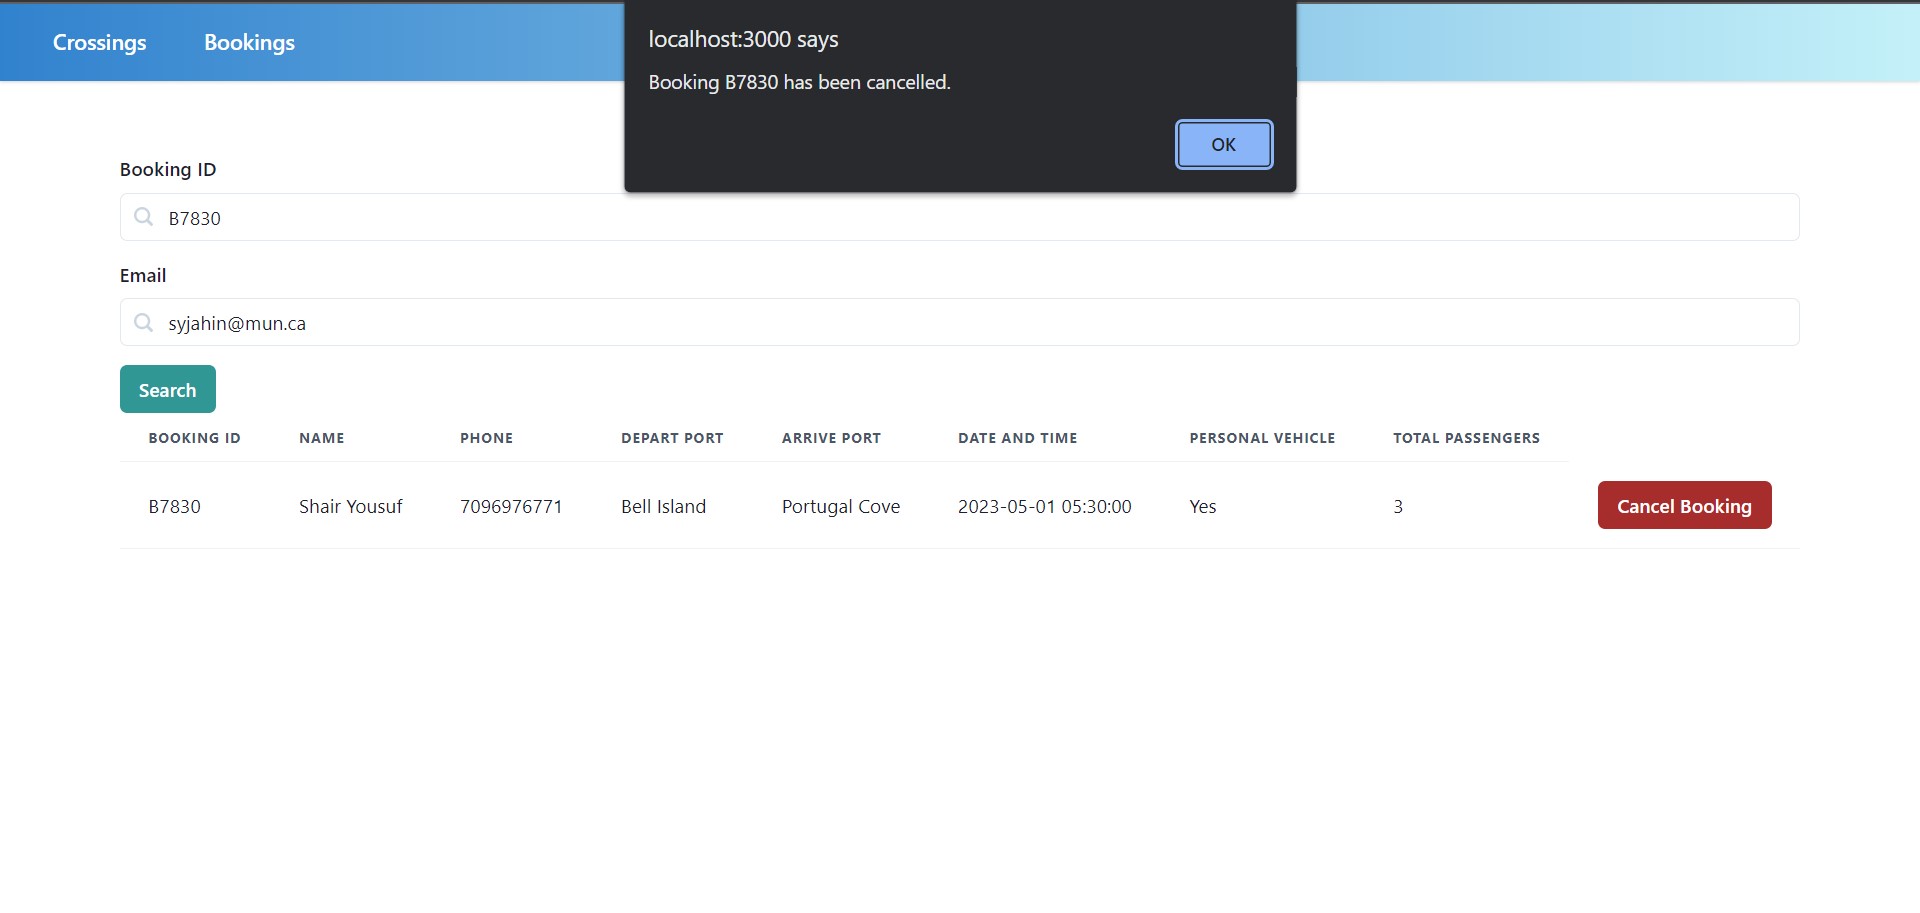 Crossings Bookings
localhost:3000 says
Booking B7830 has been cancelled.
OK
Booking ID
B7830
Email
syjahin@mun.ca
Search
BOOKING ID NAME PHONE DEPART PORT ARRIVE PORT DATE AND TIME PERSONAL VEHICLE TOTAL PASSENGERS
B7830 Shair Yousuf 7096976771 Bell Island Portugal Cove 2023-05-01 05:30:00 Yes 3 Cancel Booking